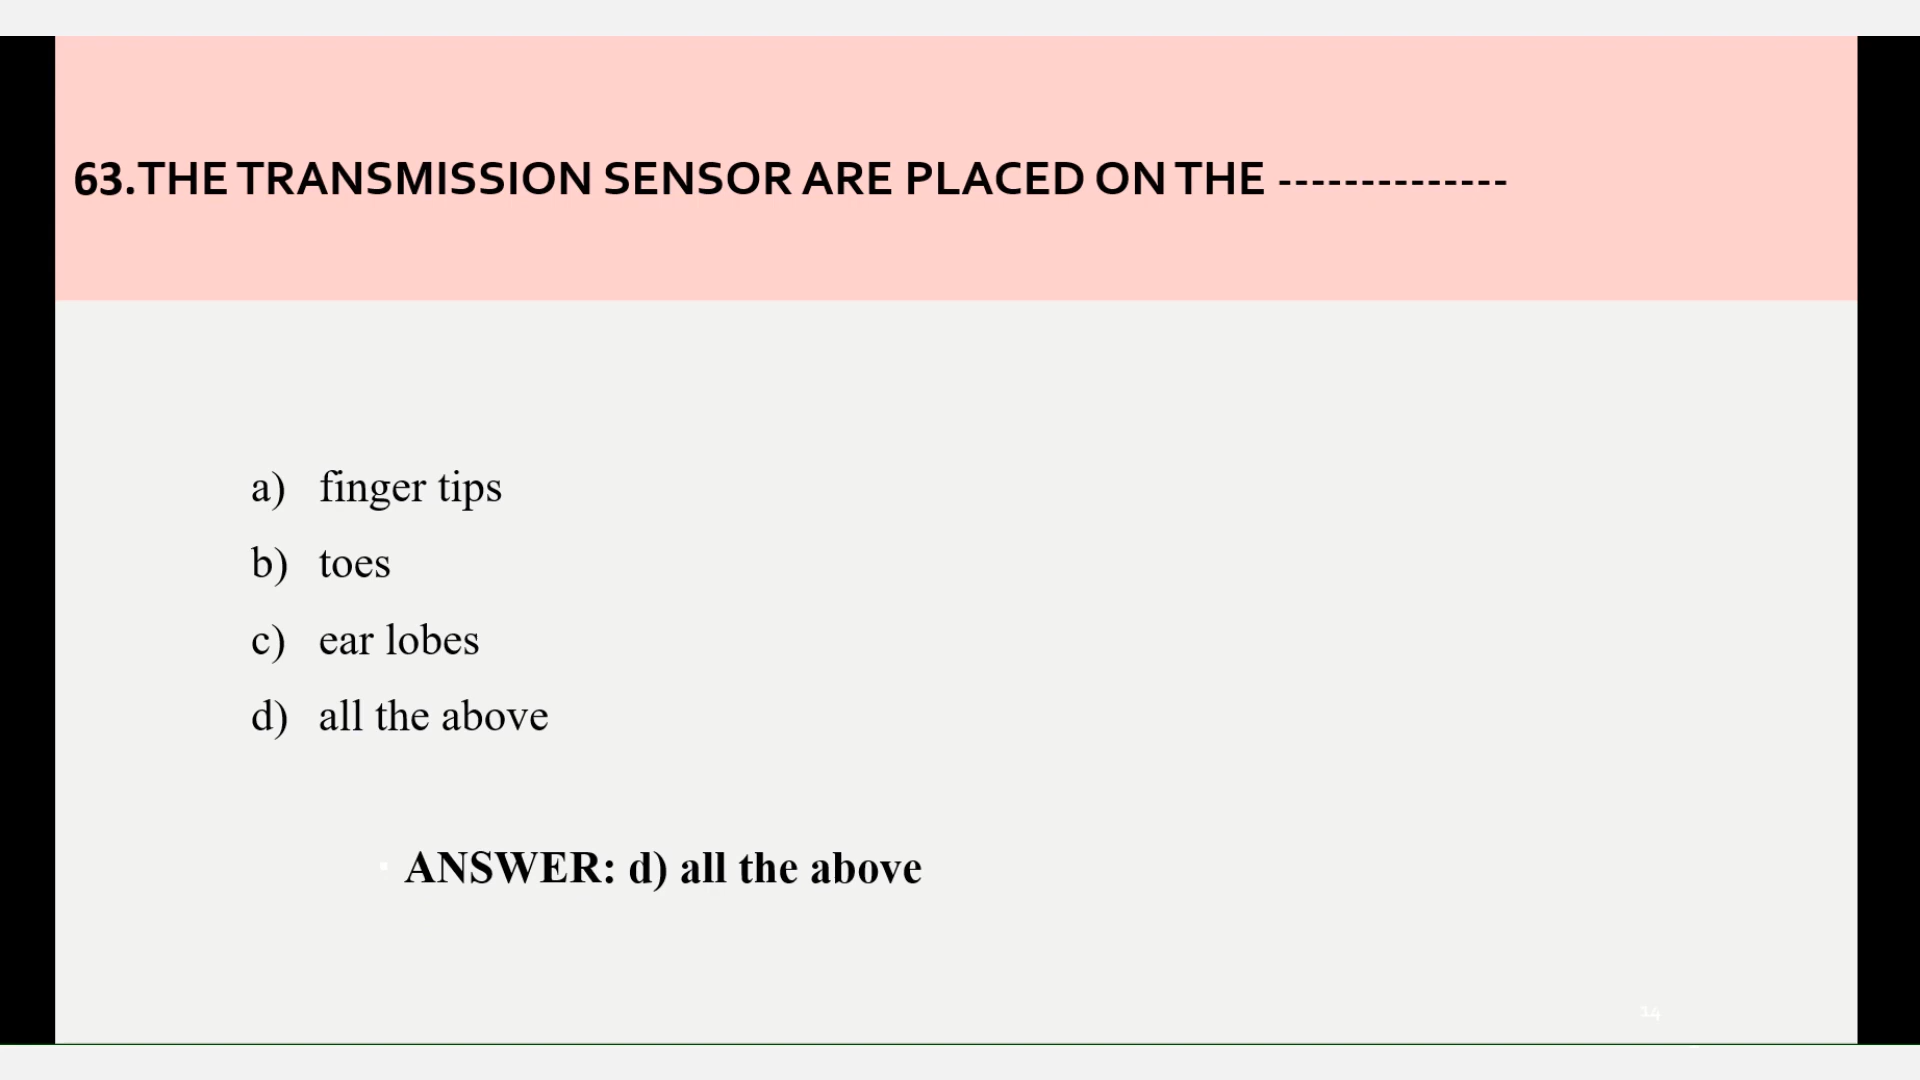 63.THE TRANSMISSION SENSOR ARE PLACED ON THE --------------
a) finger tips
b) toes
c) ear lobes
d) all the above
ANSWER: d) all the above
14